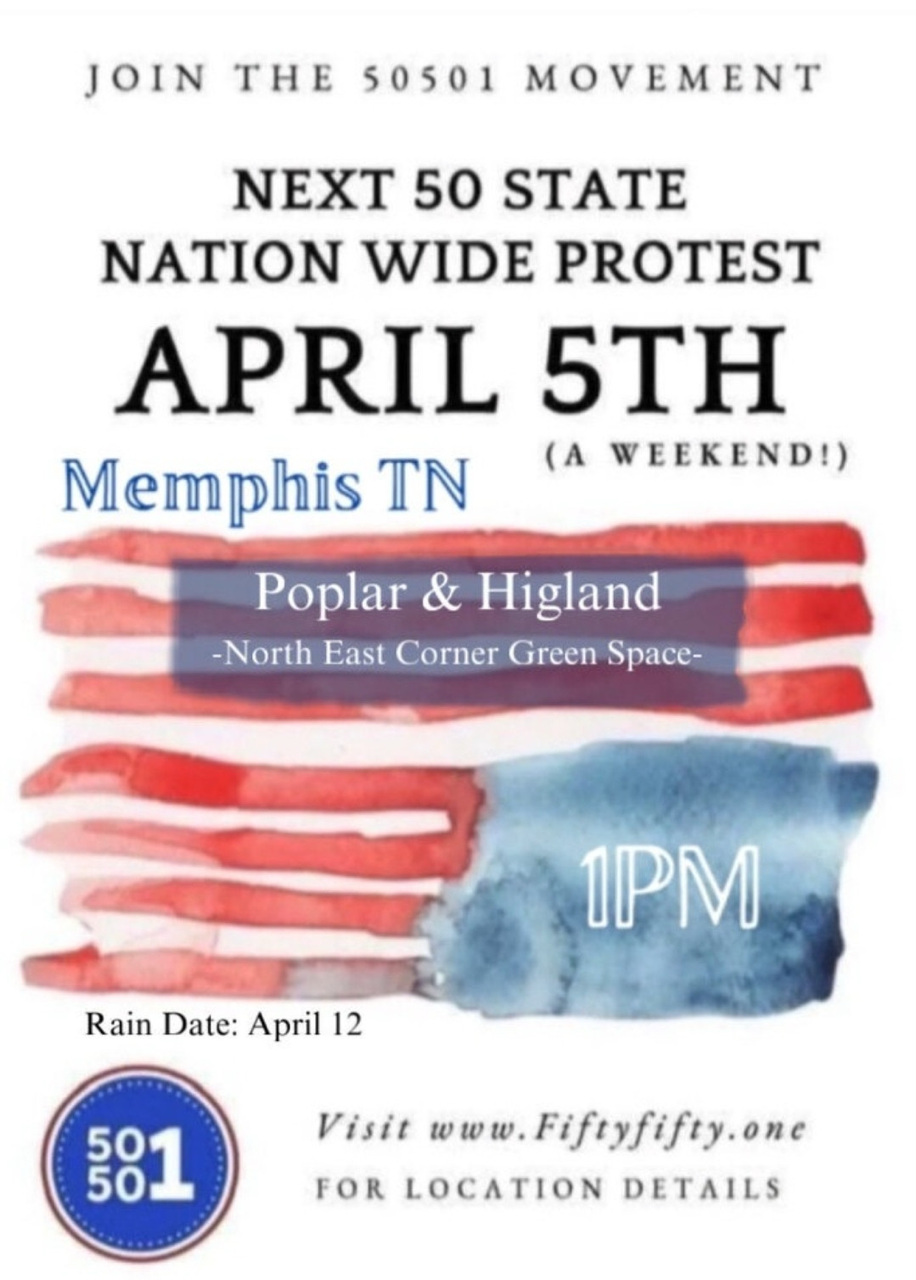 JOIN THE 50501 MOVEMENT
NEXT 50 STATE
NATION WIDE PROTEST
APRIL 5TH
(A WEEKEND!)
Memphis TN
Poplar & Higland
-North East Corner Green Space-
1PM
Rain Date: April 12
50
501
Visit www.Fiftyfifty.one
FOR LOCATION DETAILS